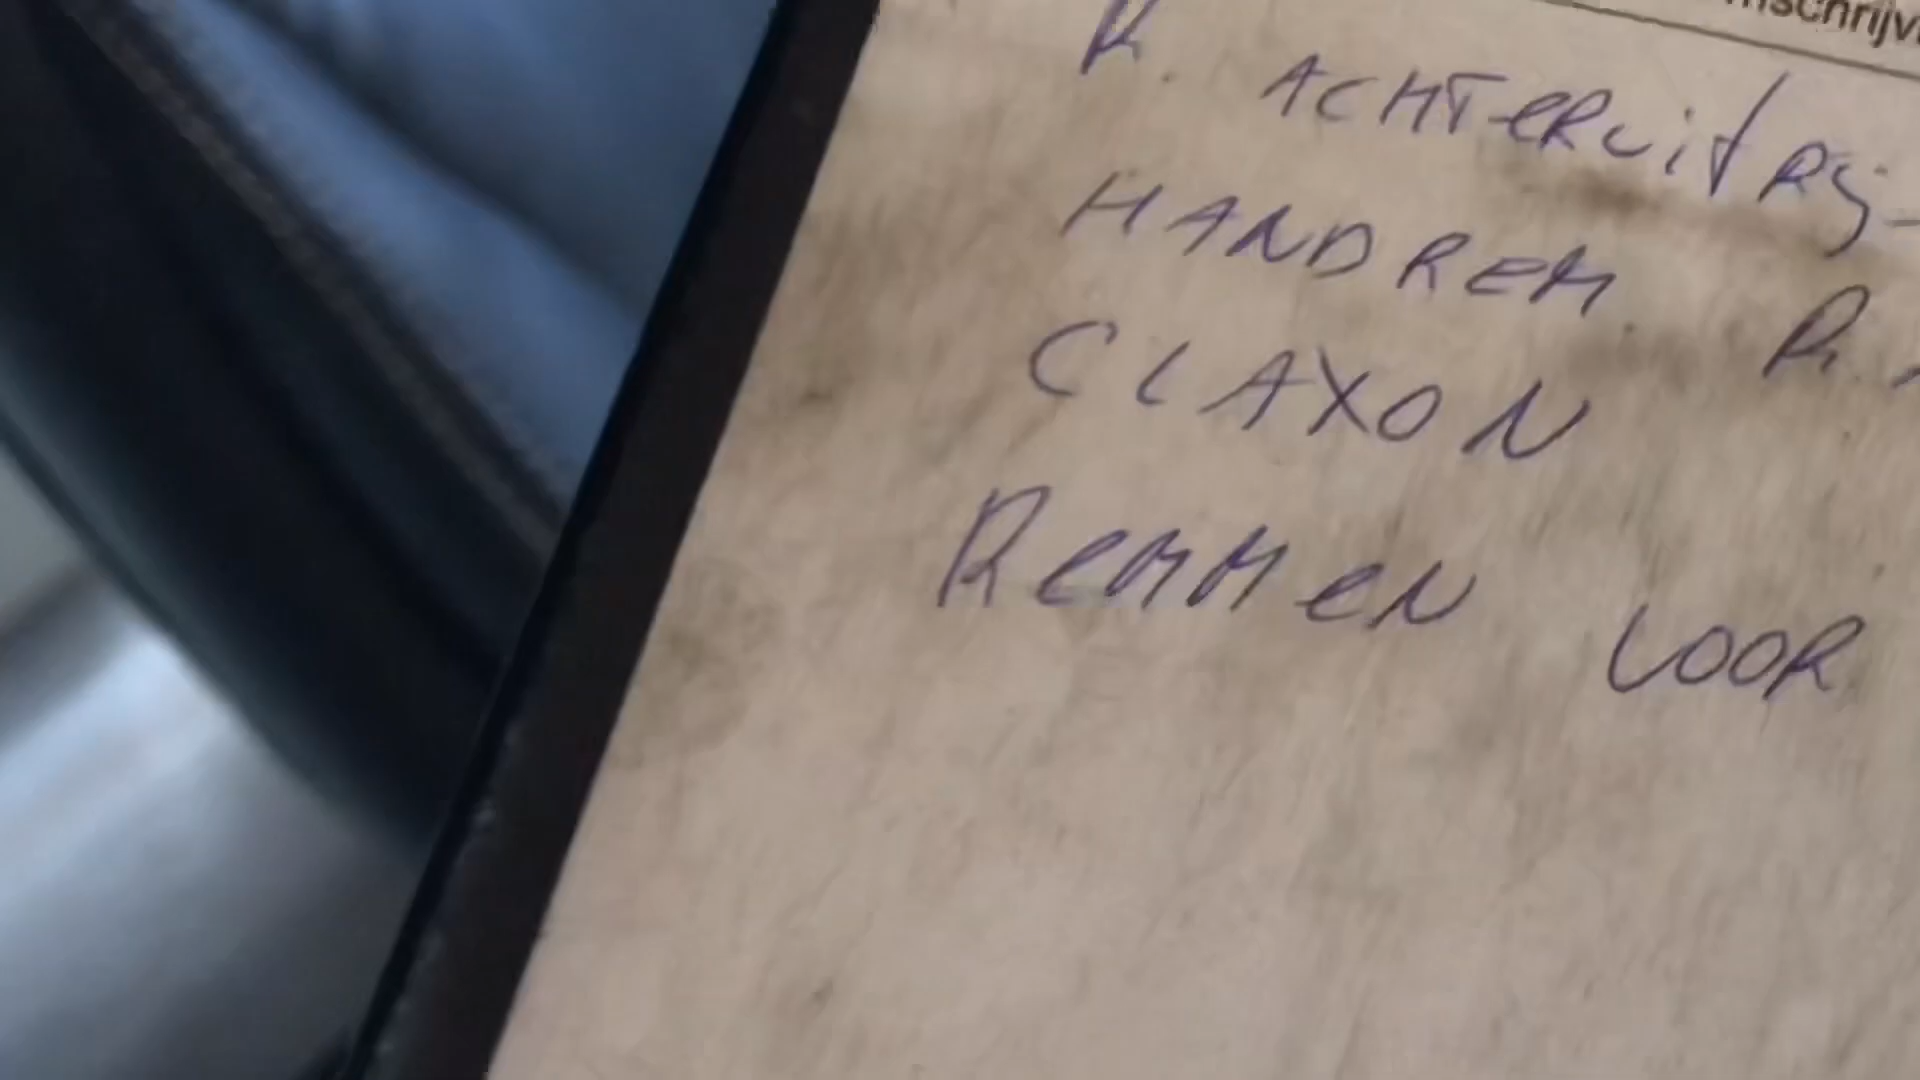 R. ACHTERUITRIJ-
HANDREM R.
CLAXON
REMMEN VOOR